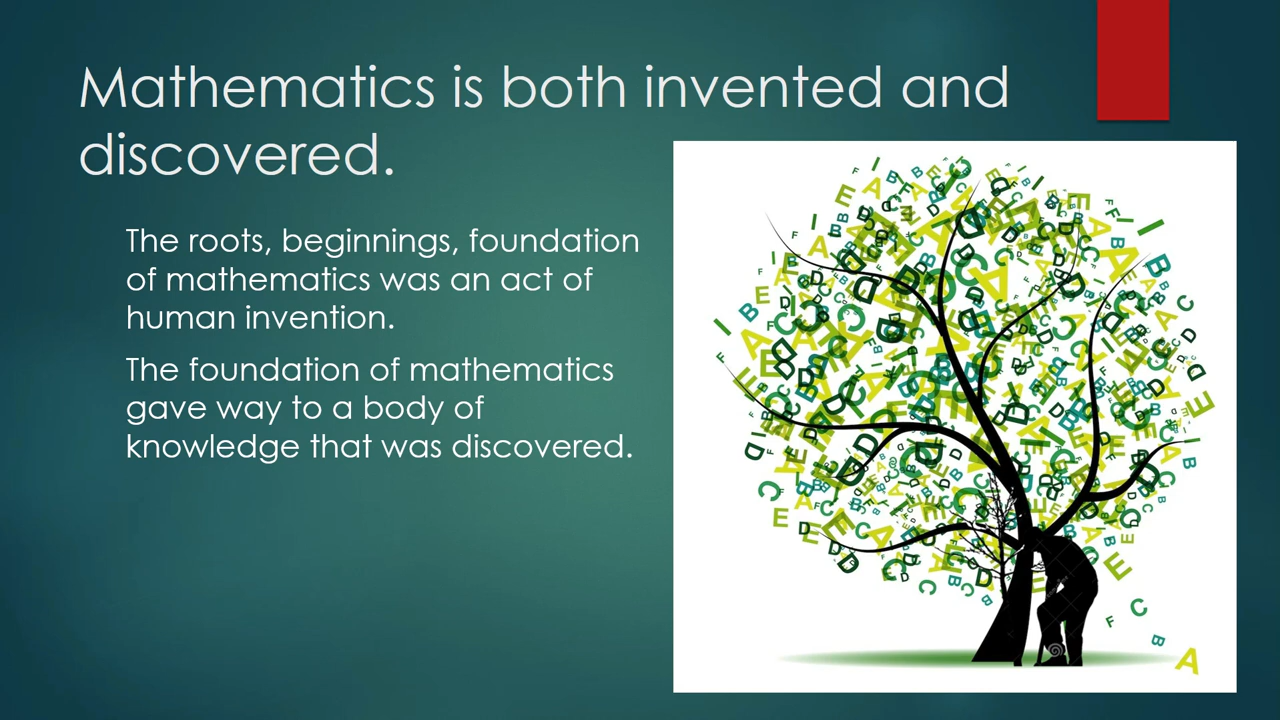 Mathematics is both invented and
discovered.
The roots, beginnings, foundation
of mathematics was an act of
human invention.
The foundation of mathematics
gave way to a body of
knowledge that was discovered.